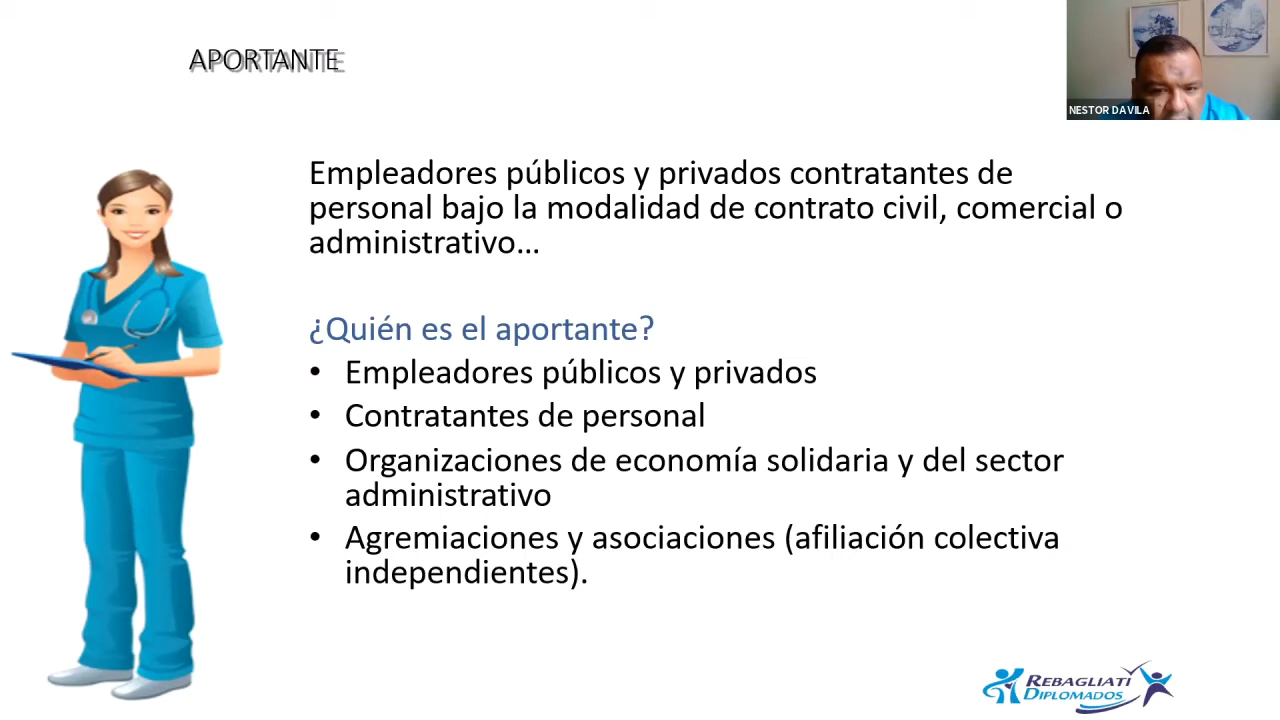 APORTANTE
NESTOR DAVILA
Empleadores públicos y privados contratantes de
personal bajo la modalidad de contrato civil, comercial o
administrativo...
¿Quién es el aportante?
• Empleadores públicos y privados
• Contratantes de personal
• Organizaciones de economía solidaria y del sector
administrativo
• Agremiaciones y asociaciones (afiliación colectiva
independientes).
REBAGLIATI
DIPLOMADOS